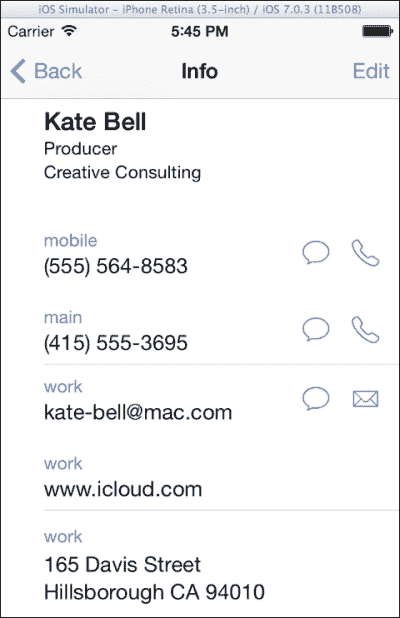 iOS Simulator - iPhone Retina (3.5-inch) / iOS 7.0.3 (11B508)
Carrier 5:45 PM
Back Info Edit
Kate Bell
Producer
Creative Consulting
mobile
(555) 564-8583
main
(415) 555-3695
work
kate-bell@mac.com
work
www.icloud.com
work
165 Davis Street
Hillsborough CA 94010